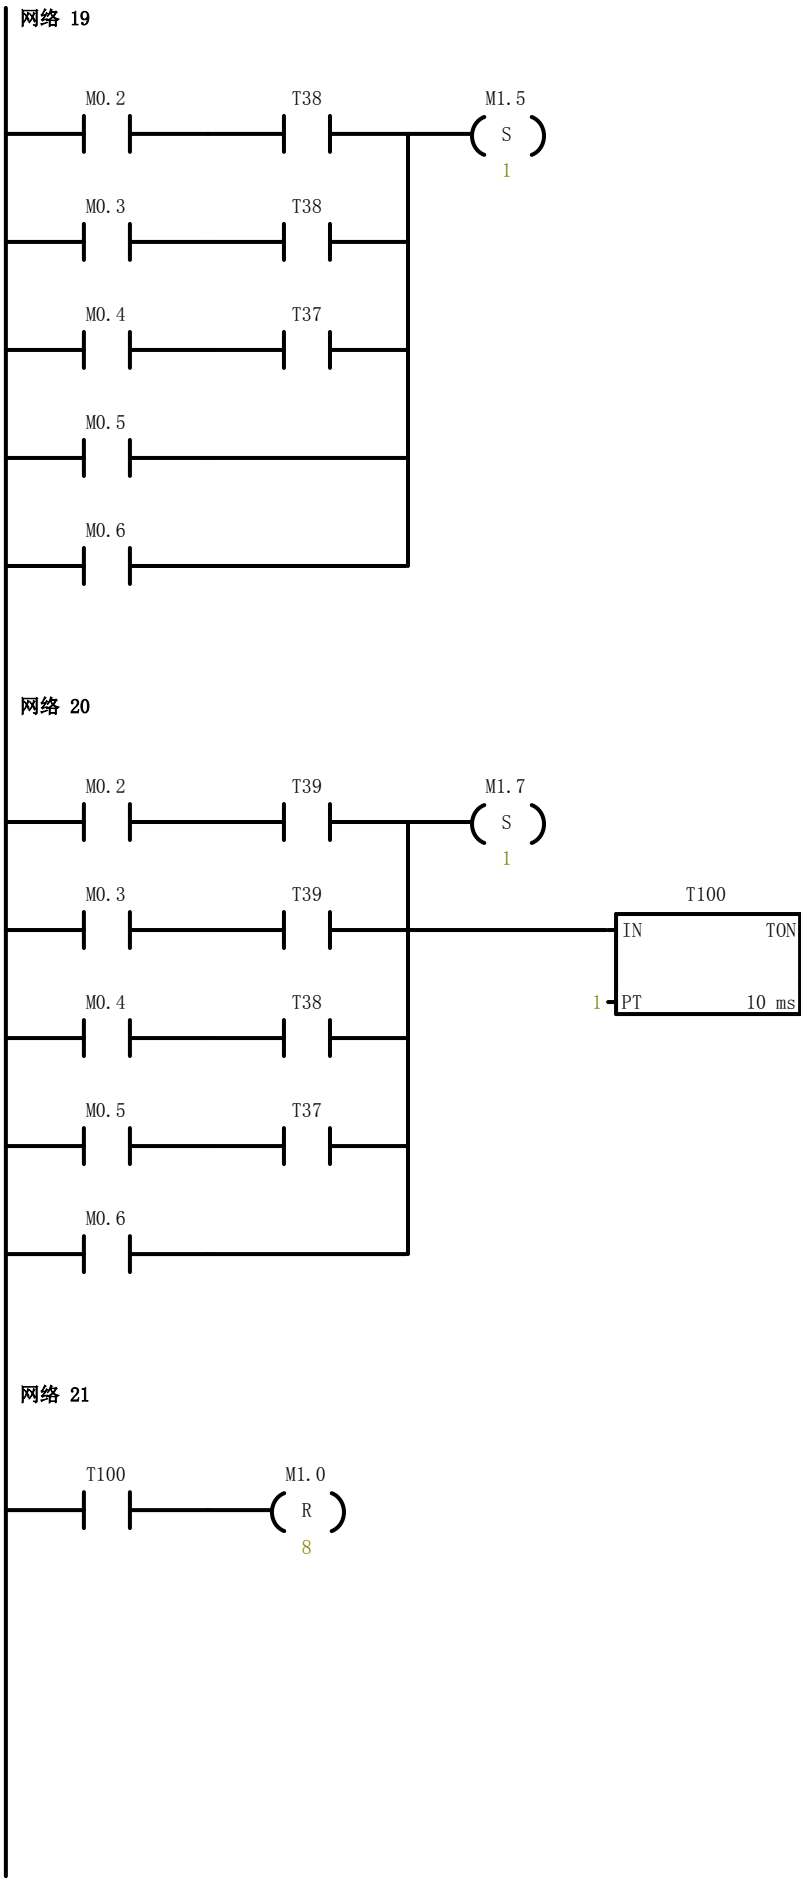 网络 19
M0.2 T38 M1.5
S
1
M0.3 T38
M0.4 T37
M0.5
M0.6
网络 20
M0.2 T39 M1.7
S
1
M0.3 T39 T100
IN TON
M0.4 T38 1 PT 10 ms
M0.5 T37
M0.6
网络 21
T100 M1.0
R
8